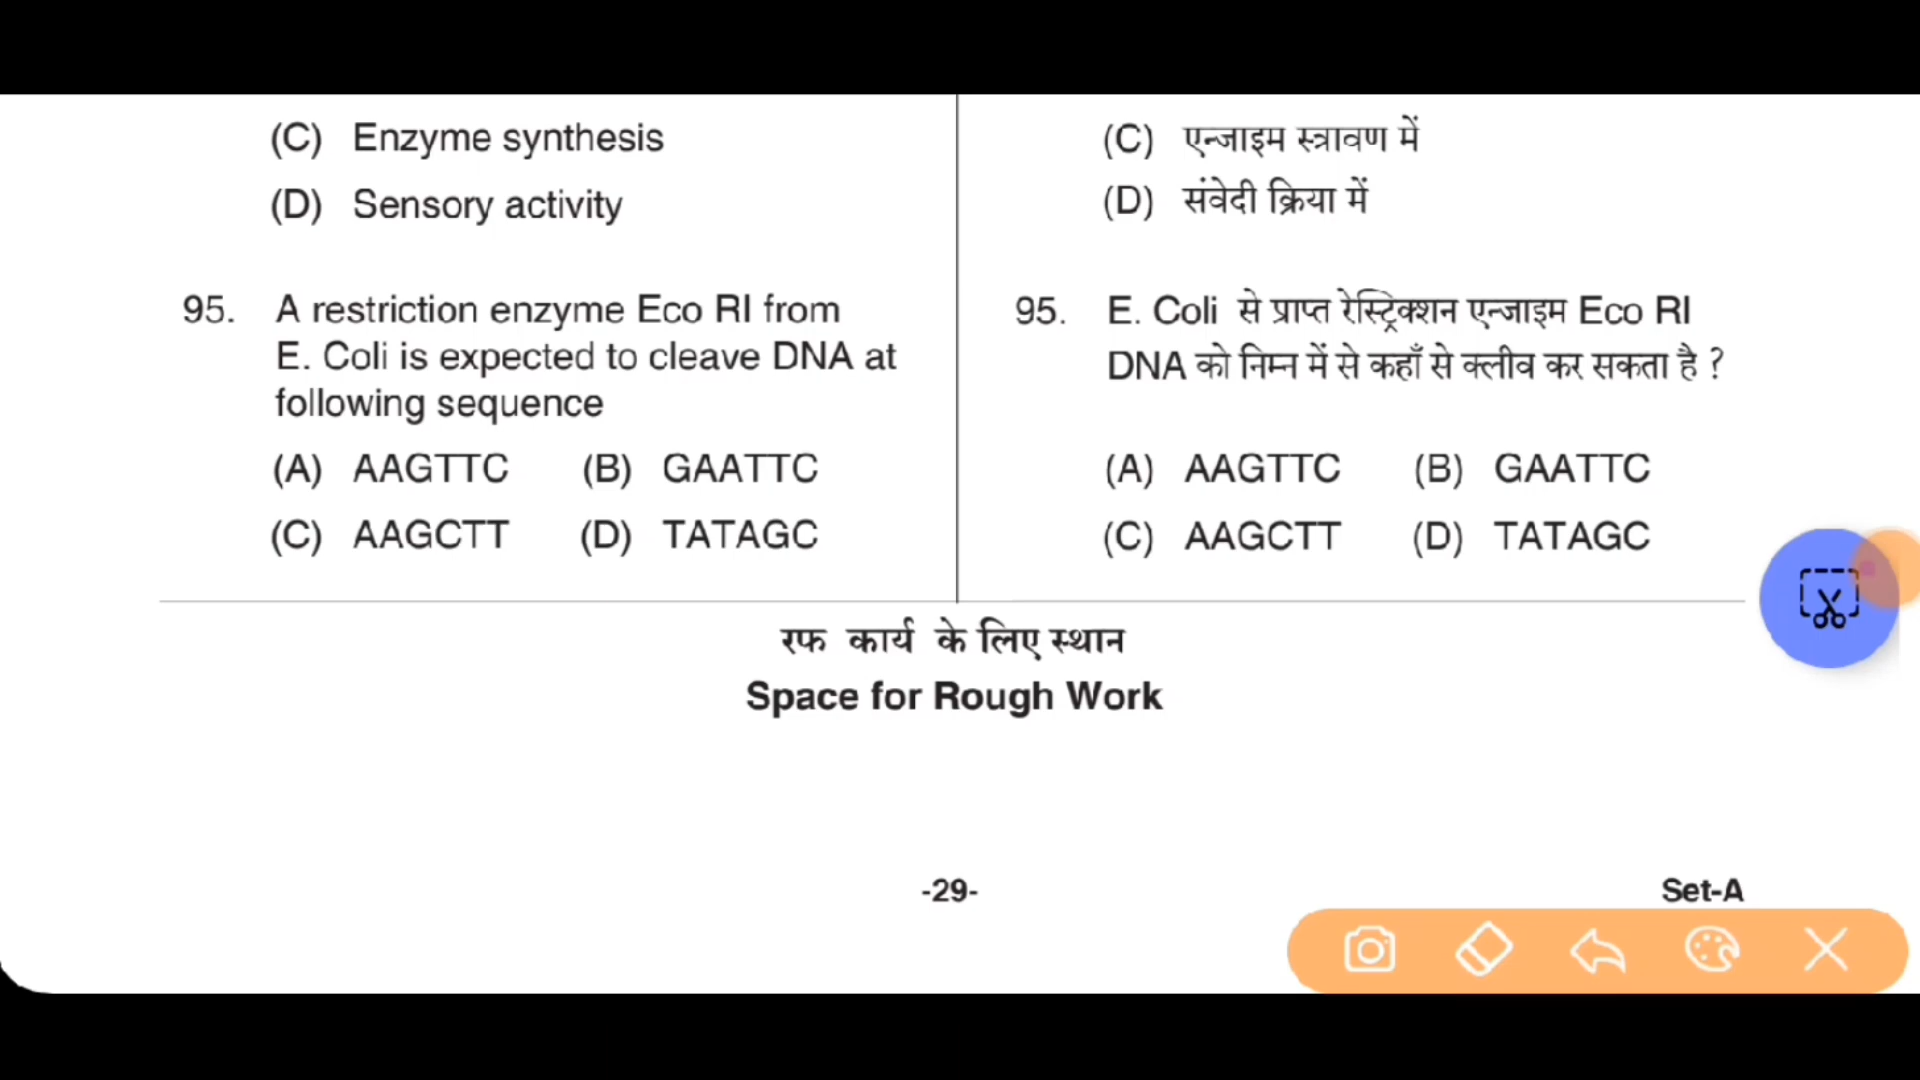 (C) Enzyme synthesis
(D) Sensory activity
95. A restriction enzyme Eco RI from
E. Coli is expected to cleave DNA at
following sequence
(A) AAGTTC (B) GAATTC
(C) AAGCTT (D) TATAGC
(C) एन्जाइम स्त्रावण में
(D) संवेदी क्रिया में
95. E. Coli से प्राप्त रेस्ट्रिक्शन एन्जाइम Eco RI
DNA को निम्न में से कहाँ से क्लीव कर सकता है ?
(A) AAGTTC (B) GAATTC
(C) AAGCTT (D) TATAGC
रफ कार्य के लिए स्थान
Space for Rough Work
-29-
Set-A